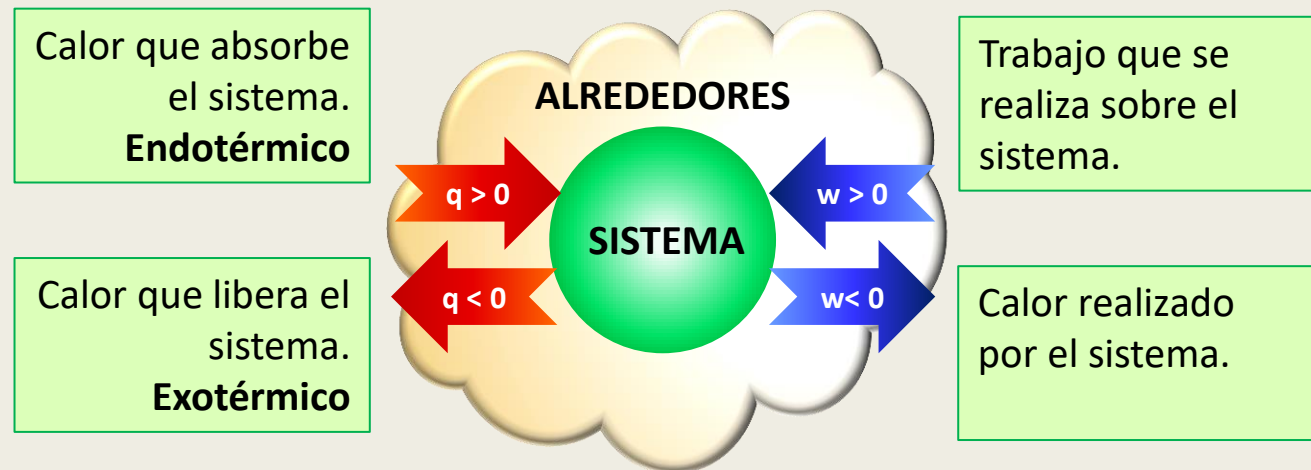 Calor que absorbe
el sistema.
Endotérmico
ALREDEDORES
Trabajo que se
realiza sobre el
sistema.
q > 0
w > 0
SISTEMA
q < 0
w< 0
Calor que libera el
sistema.
Exotérmico
Calor realizado
por el sistema.